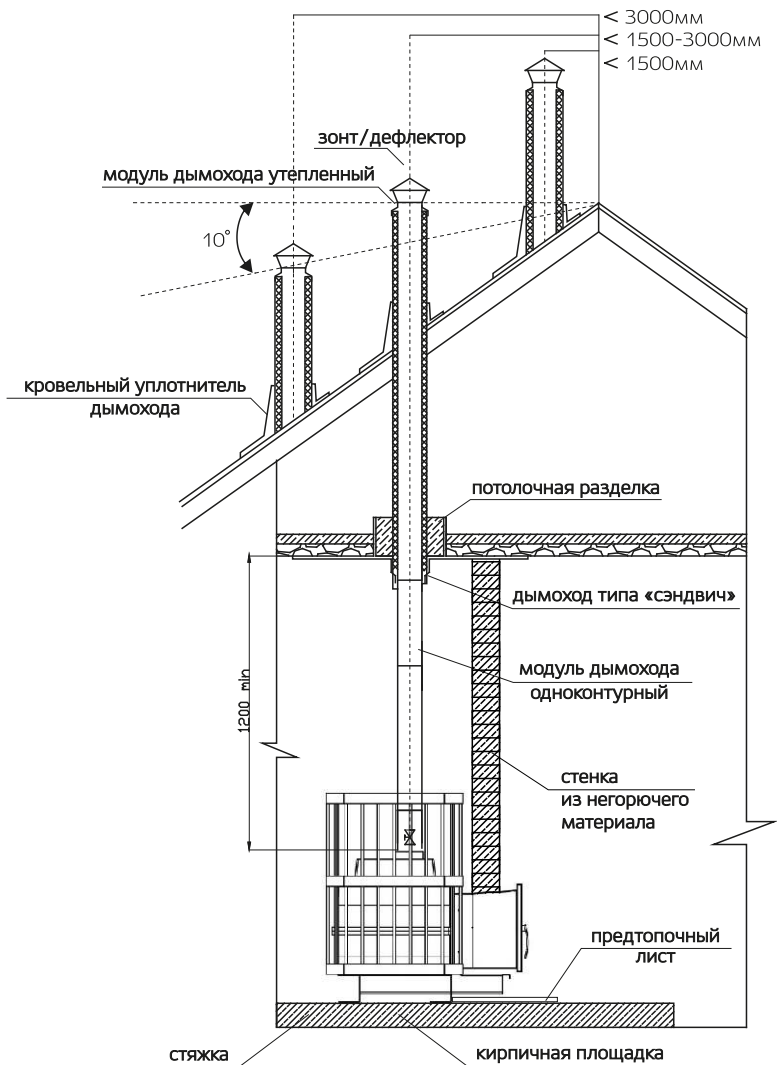 < 3000мм
< 1500-3000мм
< 1500мм
зонт/дефлектор
модуль дымохода утепленный
10°
кровельный уплотнитель
дымохода
потолочная разделка
дымоход типа «сэндвич»
модуль дымохода
одноконтурный
1200 min
стенка
из негорючего
материала
предтопочный
лист
стяжка
кирпичная площадка